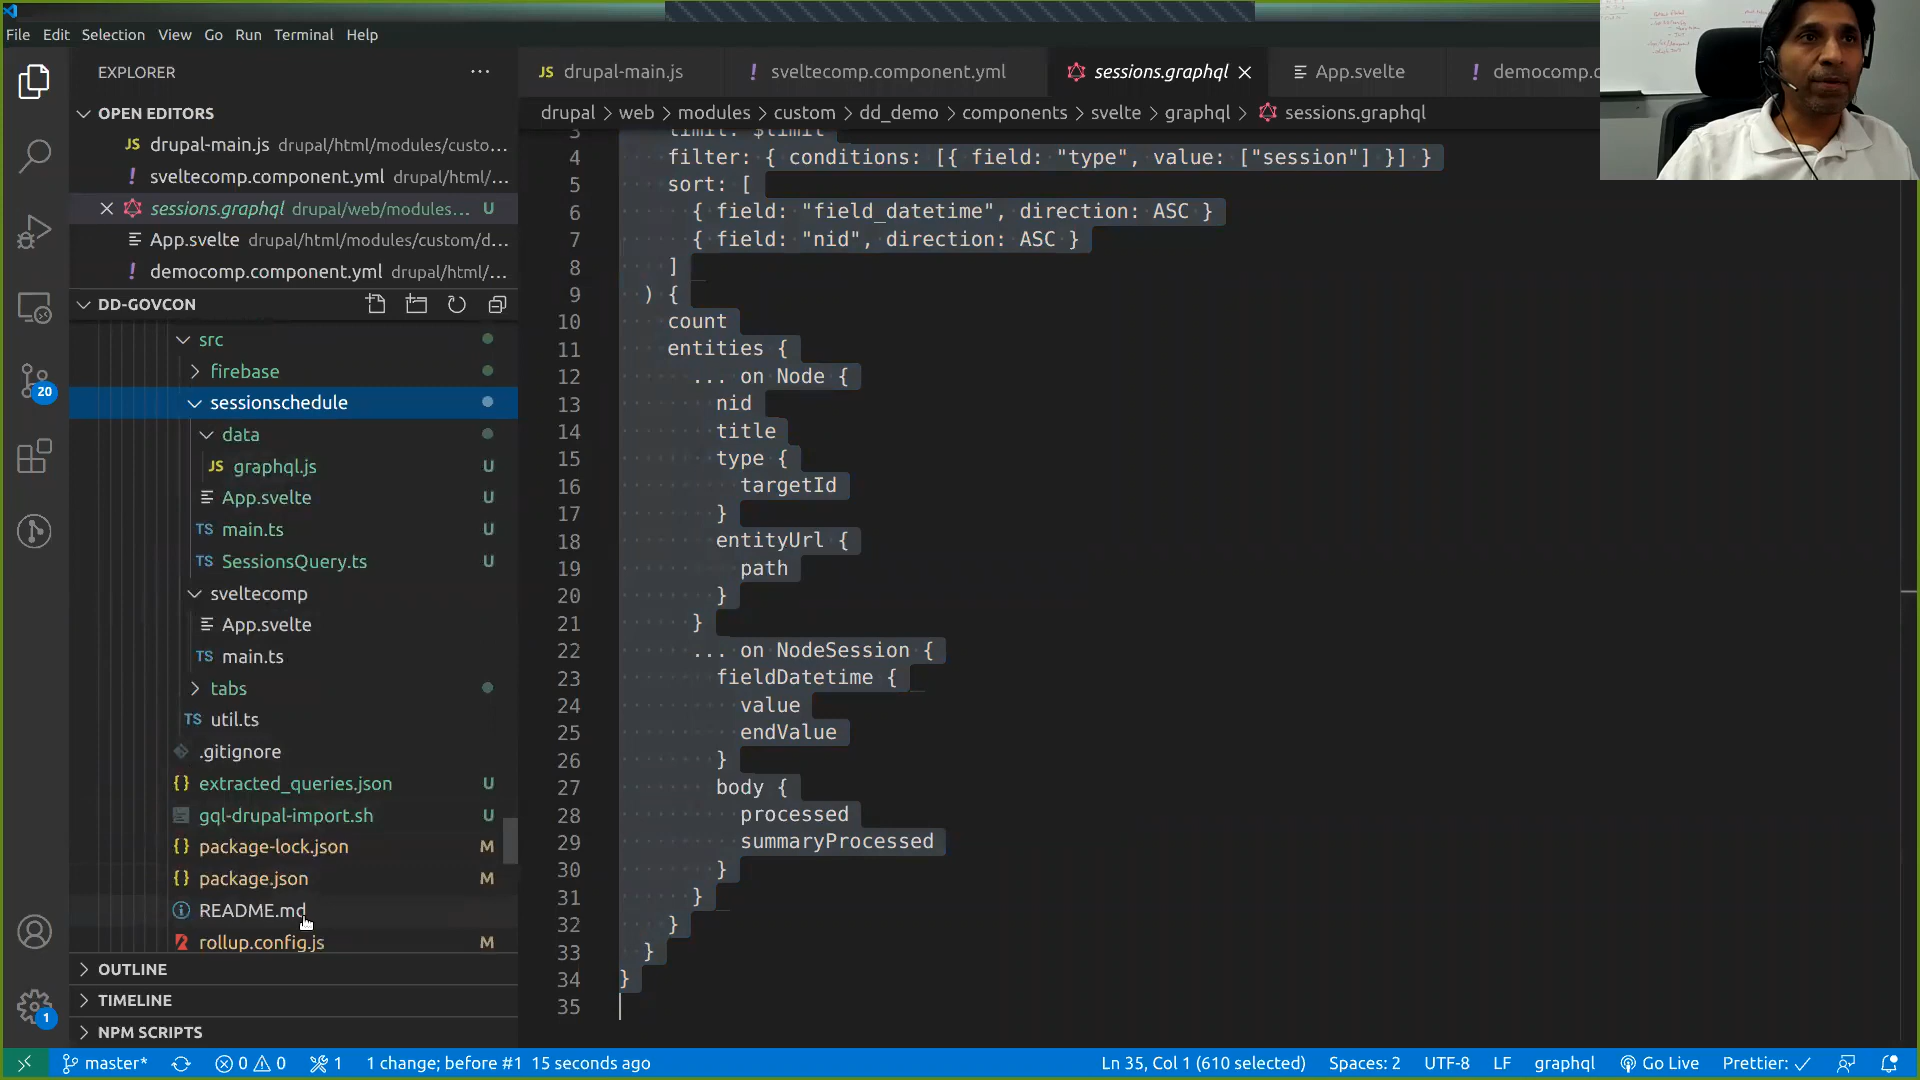 File Edit Selection View Go Run Terminal Help
EXPLORER ···
JS drupal-main.js
! sveltecomp.component.yml
sessions.graphql
App.svelte
! democomp.c
OPEN EDITORS
JS drupal-main.js drupal/html/modules/custo...
! sveltecomp.component.yml drupal/html/...
sessions.graphql drupal/web/modules... U
App.svelte drupal/html/modules/custom/d...
! democomp.component.yml drupal/html/...
DD-GOVCON
src
firebase
sessionschedule
data
JS graphql.js U
App.svelte U
TS main.ts U
TS SessionsQuery.ts U
sveltecomp
App.svelte
TS main.ts
tabs
TS util.ts
.gitignore
{} extracted_queries.json U
gql-drupal-import.sh U
{} package-lock.json M
{} package.json M
README.md
rollup.config.js M
OUTLINE
TIMELINE
NPM SCRIPTS
20
1
drupal > web > modules > custom > dd_demo > components > svelte > graphql > sessions.graphql
3 limit: $limit
4 filter: { conditions: [{ field: "type", value: ["session"] }] }
5 sort: [
6 { field: "field_datetime", direction: ASC }
7 { field: "nid", direction: ASC }
8 ]
9 ) {
10 count
11 entities {
12 ... on Node {
13 nid
14 title
15 type {
16 targetId
17 }
18 entityUrl {
19 path
20 }
21 }
22 ... on NodeSession {
23 fieldDatetime {
24 value
25 endValue
26 }
27 body {
28 processed
29 summaryProcessed
30 }
31 }
32 }
33 }
34 }
35
master* 0 0 1 1 change; before #1 15 seconds ago Ln 35, Col 1 (610 selected) Spaces: 2 UTF-8 LF graphql Go Live Prettier: ✓